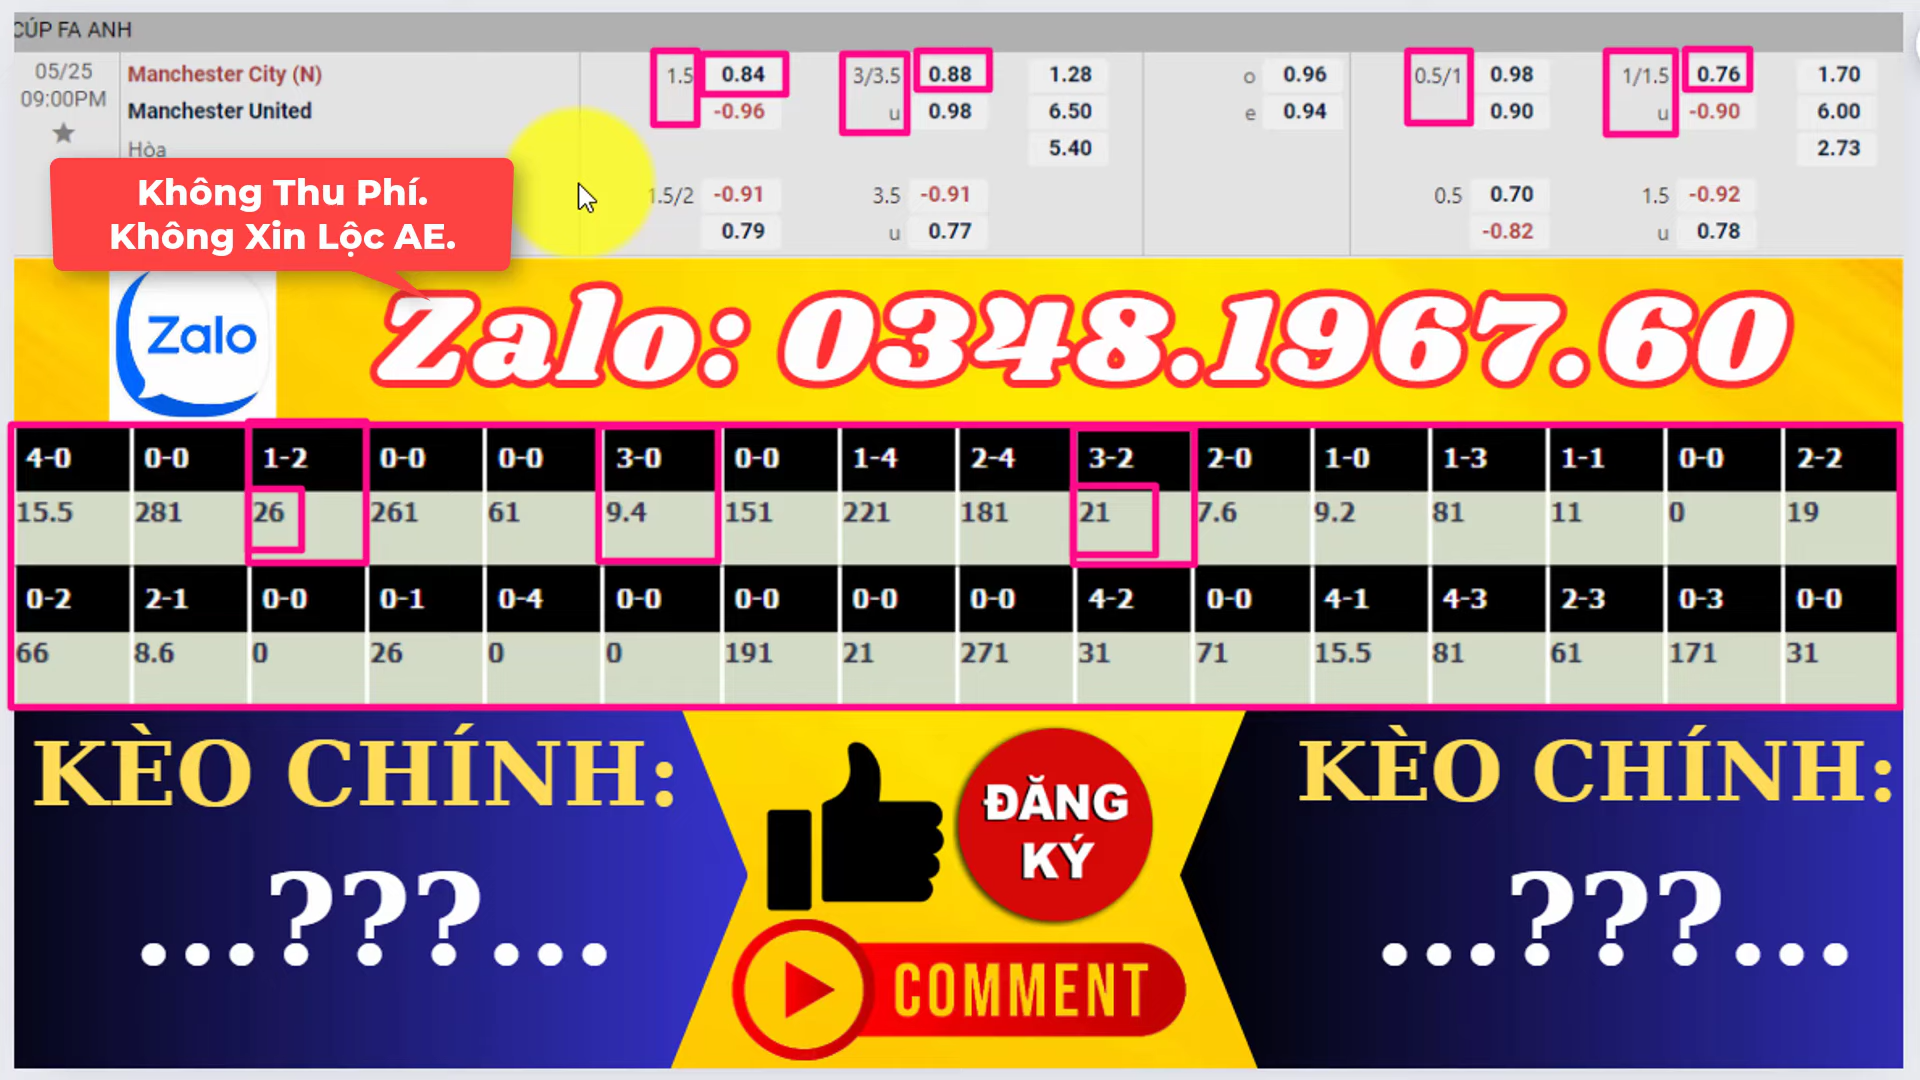 CÚP FA ANH
05/25
09:00PM
Manchester City (N)
Manchester United
Hòa
1.5 0.84 3/3.5 0.88 1.28 o 0.96 0.5/1 0.98 1/1.5 0.76 1.70
-0.96 u 0.98 6.50 e 0.94 0.90 u -0.90 6.00
5.40 2.73
1.5/2 -0.91 3.5 -0.91 0.5 0.70 1.5 -0.92
0.79 u 0.77 -0.82 u 0.78
Không Thu Phí.
Không Xin Lộc AE.
Zalo
Zalo: 0348.1967.60
4-0 0-0 1-2 0-0 0-0 3-0 0-0 1-4 2-4 3-2 2-0 1-0 1-3 1-1 0-0 2-2
15.5 281 26 261 61 9.4 151 221 181 21 7.6 9.2 81 11 0 19
0-2 2-1 0-0 0-1 0-4 0-0 0-0 0-0 0-0 4-2 0-0 4-1 4-3 2-3 0-3 0-0
66 8.6 0 26 0 0 191 21 271 31 71 15.5 81 61 171 31
KÈO CHÍNH:
...???...
ĐĂNG
KÝ
COMMENT
KÈO CHÍNH:
...???...